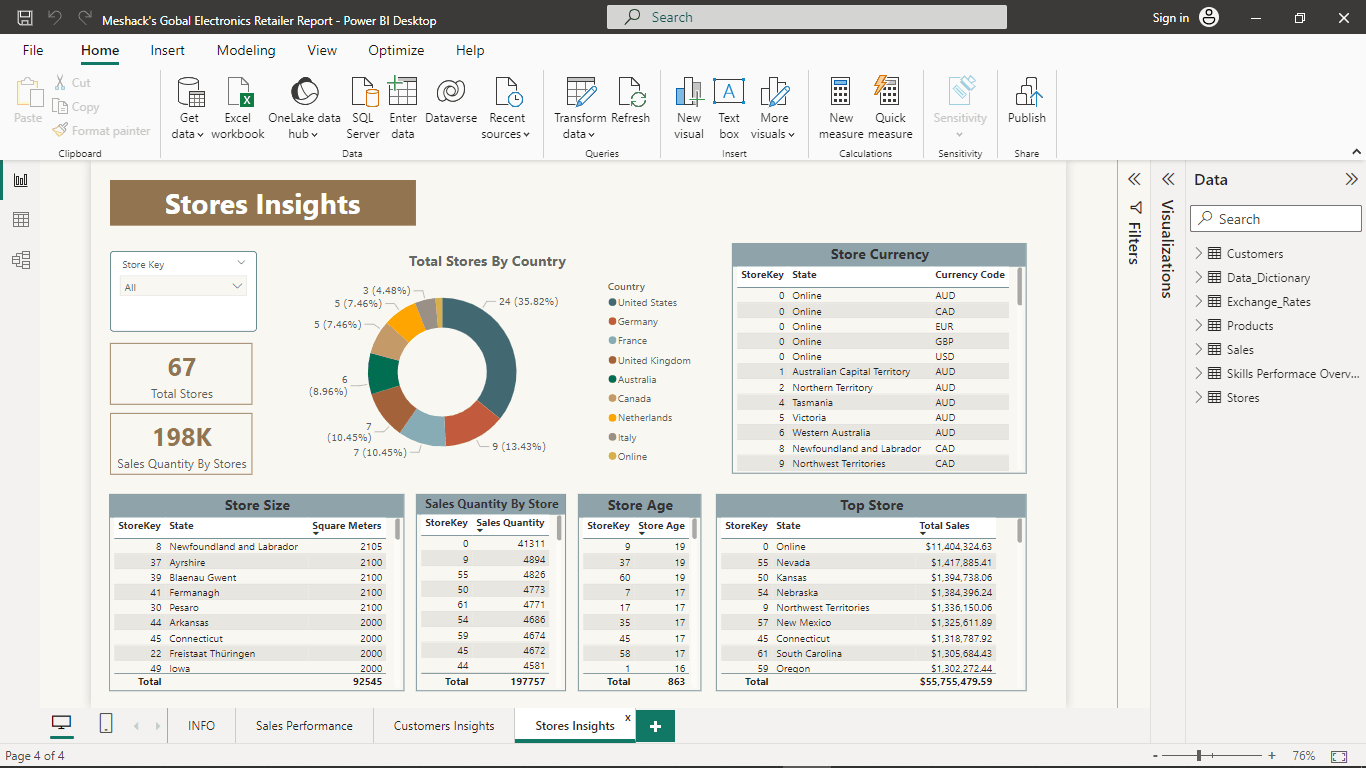 Meshack's Gobal Electronics Retailer Report - Power BI Desktop
Search
Sign in
File Home Insert Modeling View Optimize Help
Paste
Cut
Copy
Format painter
Get data
Excel workbook
OneLake data hub
SQL Server
Enter data
Dataverse
Recent sources
Transform data
Refresh
New visual
Text box
More visuals
New measure
Quick measure
Sensitivity
Publish
Clipboard Data Queries Insert Calculations Sensitivity Share
Stores Insights
Store Key
All
67
Total Stores
198K
Sales Quantity By Stores
Total Stores By Country
3 (4.48%)
5 (7.46%)
5 (7.46%)
6
(8.96%)
7
(10.45%)
7 (10.45%)
9 (13.43%)
24 (35.82%)
Country
United States
Germany
France
United Kingdom
Australia
Canada
Netherlands
Italy
Online
Store Currency
StoreKey State Currency Code
0 Online AUD
0 Online CAD
0 Online EUR
0 Online GBP
0 Online USD
1 Australian Capital Territory AUD
2 Northern Territory AUD
4 Tasmania AUD
5 Victoria AUD
6 Western Australia AUD
8 Newfoundland and Labrador CAD
9 Northwest Territories CAD
Store Size
StoreKey State Square Meters
8 Newfoundland and Labrador 2105
37 Ayrshire 2100
39 Blaenau Gwent 2100
41 Fermanagh 2100
30 Pesaro 2100
44 Arkansas 2000
45 Connecticut 2000
22 Freistaat Thüringen 2000
49 Iowa 2000
Total 92545
Sales Quantity By Store
StoreKey Sales Quantity
0 41311
9 4894
55 4826
50 4773
61 4771
54 4686
59 4674
45 4672
44 4581
Total 197757
Store Age
StoreKey Store Age
9 19
37 19
60 19
7 17
17 17
35 17
45 17
58 17
1 16
Total 863
Top Store
StoreKey State Total Sales
0 Online $11,404,324.63
55 Nevada $1,417,885.41
50 Kansas $1,394,738.06
54 Nebraska $1,384,396.24
9 Northwest Territories $1,336,150.06
57 New Mexico $1,325,611.89
45 Connecticut $1,318,787.92
61 South Carolina $1,305,684.43
59 Oregon $1,302,272.44
Total $55,755,479.59
Filters
Visualizations
Data
Search
Customers
Data_Dictionary
Exchange_Rates
Products
Sales
Skills Performace Overv...
Stores
INFO Sales Performance Customers Insights Stores Insights x +
Page 4 of 4
- + 76%